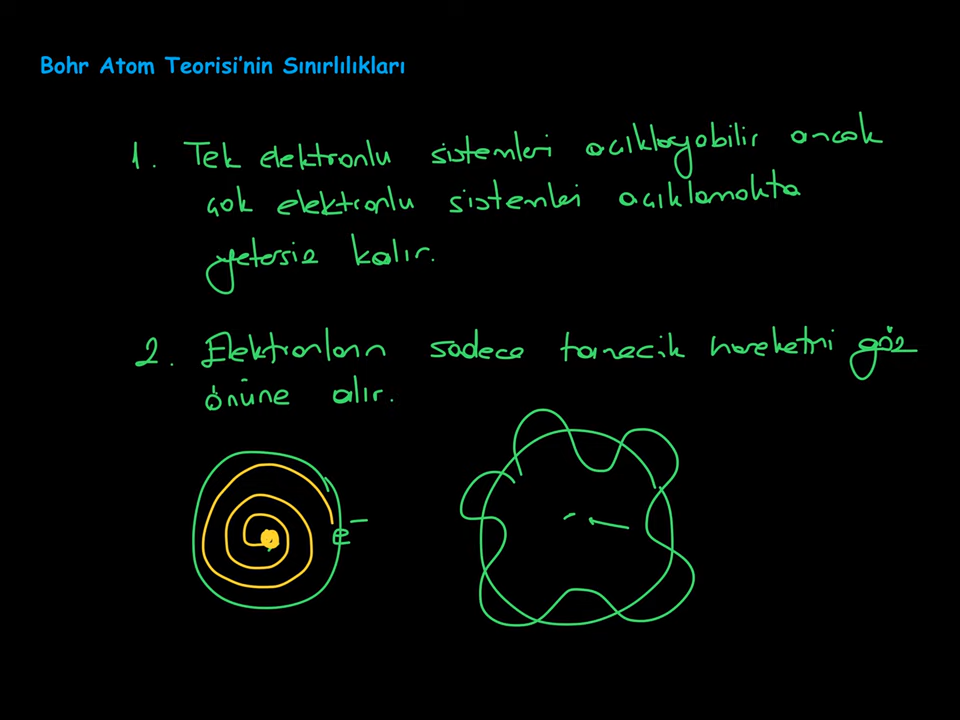 Bohr Atom Teorisi'nin Sınırlılıkları
1. Tek elektronlu sistemleri açıklayabilir ancak
çok elektronlu sistemleri açıklamakta
yetersiz kalır.
2. Elektronların sadece tanecik hareketini göz
önüne alır.
e⁻